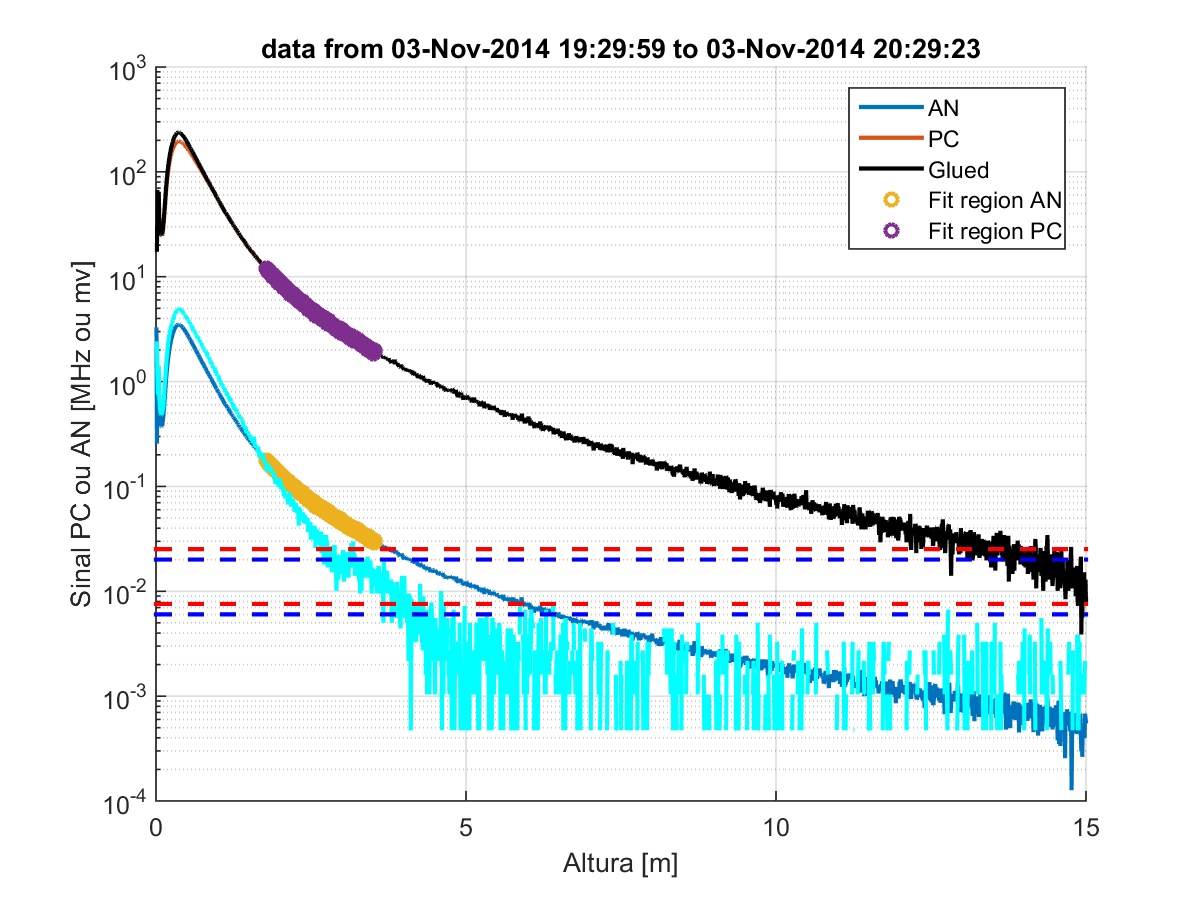 data from 03-Nov-2014 19:29:59 to 03-Nov-2014 20:29:23
Sinal PC ou AN [MHz ou mv]
10^3
10^2
10^1
10^0
10^-1
10^-2
10^-3
10^-4
AN
PC
Glued
Fit region AN
Fit region PC
0 5 10 15
Altura [m]